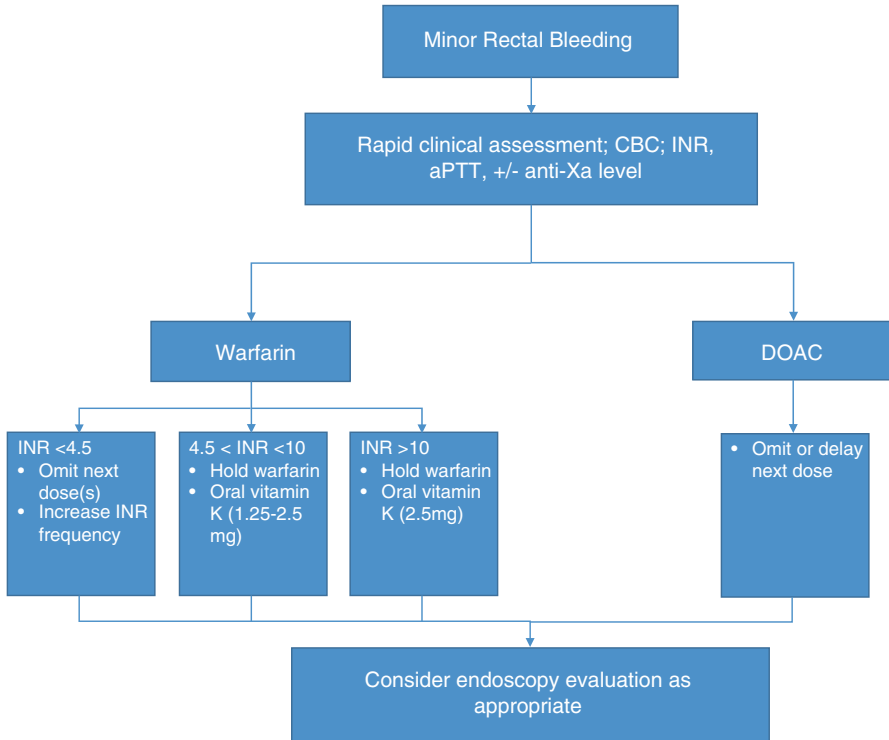 Minor Rectal Bleeding
Rapid clinical assessment; CBC; INR,
aPTT, +/- anti-Xa level
Warfarin
DOAC
INR <4.5
• Omit next
dose(s)
• Increase INR
frequency
4.5 < INR <10
• Hold warfarin
• Oral vitamin
K (1.25-2.5
mg)
INR >10
• Hold warfarin
• Oral vitamin
K (2.5mg)
• Omit or delay
next dose
Consider endoscopy evaluation as
appropriate